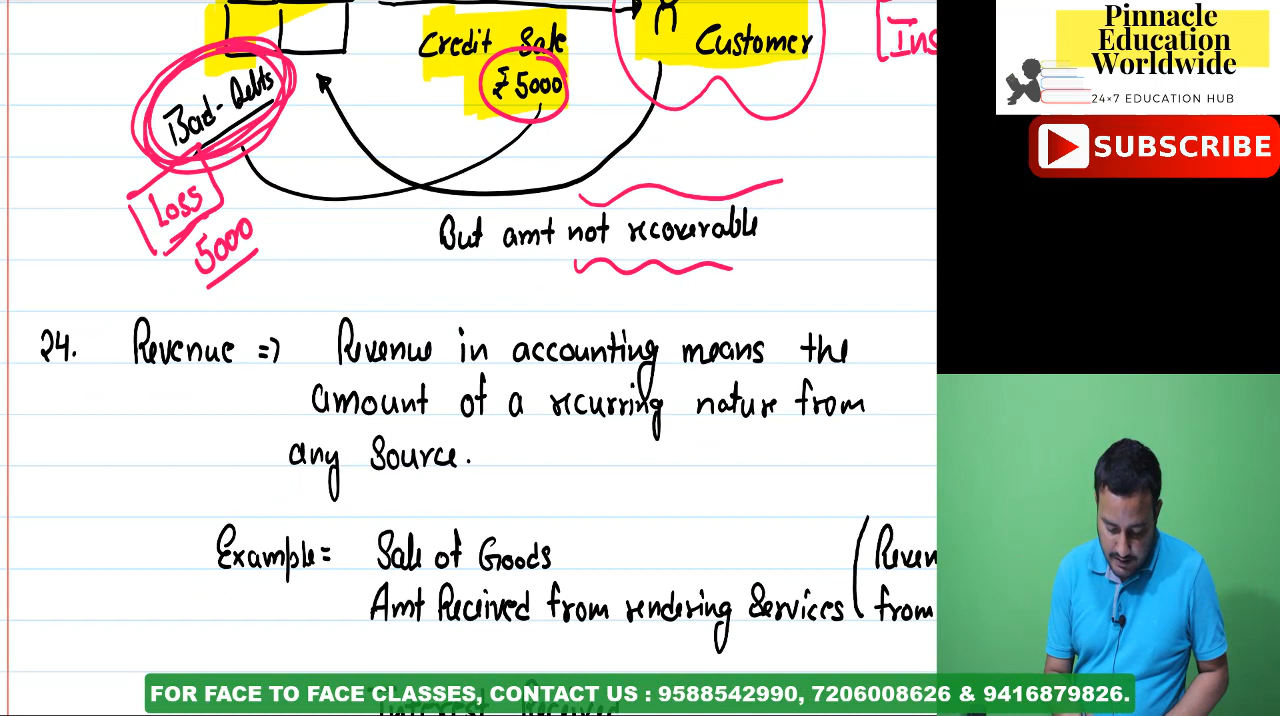 Credit Sale
₹ 5000
Customer
Bad-Debts
Loss
5000
But amt not recoverable
24. Revenue => Revenue in accounting means the
amount of a recurring nature from
any Source.
Example = Sale of Goods
Amt Received from rendering Services
from
Pinnacle
Education
Worldwide
24×7 EDUCATION HUB
SUBSCRIBE
FOR FACE TO FACE CLASSES, CONTACT US : 9588542990, 7206008626 & 9416879826.
Interest Received